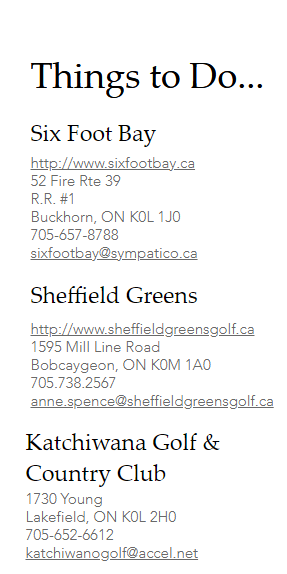 Things to Do...
Six Foot Bay
http://www.sixfootbay.ca
52 Fire Rte 39
R.R. #1
Buckhorn, ON K0L 1J0
705-657-8788
sixfootbay@sympatico.ca
Sheffield Greens
http://www.sheffieldgreensgolf.ca
1595 Mill Line Road
Bobcaygeon, ON K0M 1A0
705.738.2567
anne.spence@sheffieldgreensgolf.ca
Katchiwana Golf &
Country Club
1730 Young
Lakefield, ON K0L 2H0
705-652-6612
katchiwanogolf@accel.net